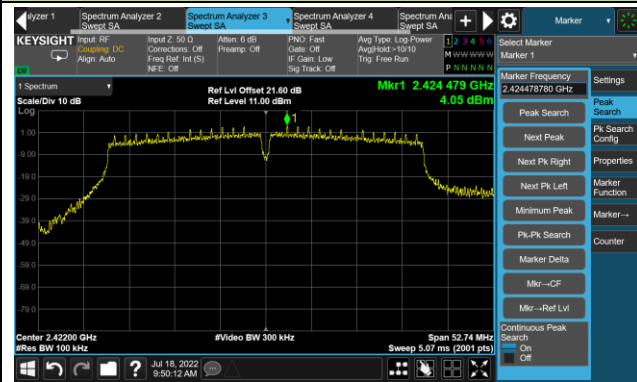 alyzer 1
Spectrum Analyzer 2
Swept SA
Spectrum Analyzer 3
Swept SA
Spectrum Analyzer 4
Swept SA
Spectrum Ana
Swept SA
Marker
KEYSIGHT
Input: RF
Coupling: DC
Align: Auto
Input Z: 50 Ω
Corrections: Off
Freq Ref: Int (S)
NFE: Off
Atten: 6 dB
Preamp: Off
PNO: Fast
Gate: Off
IF Gain: Low
Sig Track: Off
Avg Type: Log-Power
Avg|Hold:>10/10
Trig: Free Run
1 2 3 4 5 6
M W W W W W
P N N N N N
LXI
Select Marker
Marker 1
1 Spectrum
Scale/Div 10 dB
Log
Ref Lvl Offset 21.60 dB
Ref Level 11.00 dBm
Mkr1 2.424 479 GHz
4.05 dBm
1
1.00
-9.00
-19.0
-29.0
-39.0
-49.0
-59.0
-69.0
-79.0
Center 2.42200 GHz
#Res BW 100 kHz
#Video BW 300 kHz
Span 52.74 MHz
Sweep 5.07 ms (2001 pts)
Marker Frequency
2.424478780 GHz
Peak Search
Next Peak
Next Pk Right
Next Pk Left
Minimum Peak
Pk-Pk Search
Marker Delta
Mkr→CF
Mkr→Ref Lvl
Continuous Peak
Search
On
Off
Settings
Peak
Search
Pk Search
Config
Properties
Marker
Function
Marker→
Counter
Jul 18, 2022
9:50:12 AM